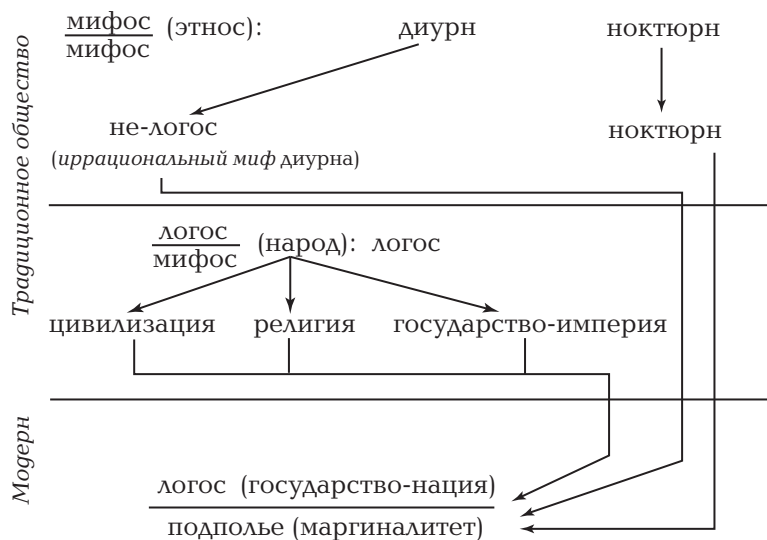 мифос
мифос
(этнос):
диурн
ноктюрн
не-логос
(иррациональный миф диурна)
ноктюрн
Традиционное общество
логос
мифос
(народ): логос
цивилизация
религия
государство-империя
Модерн
логос (государство-нация)
подполье (маргиналитет)